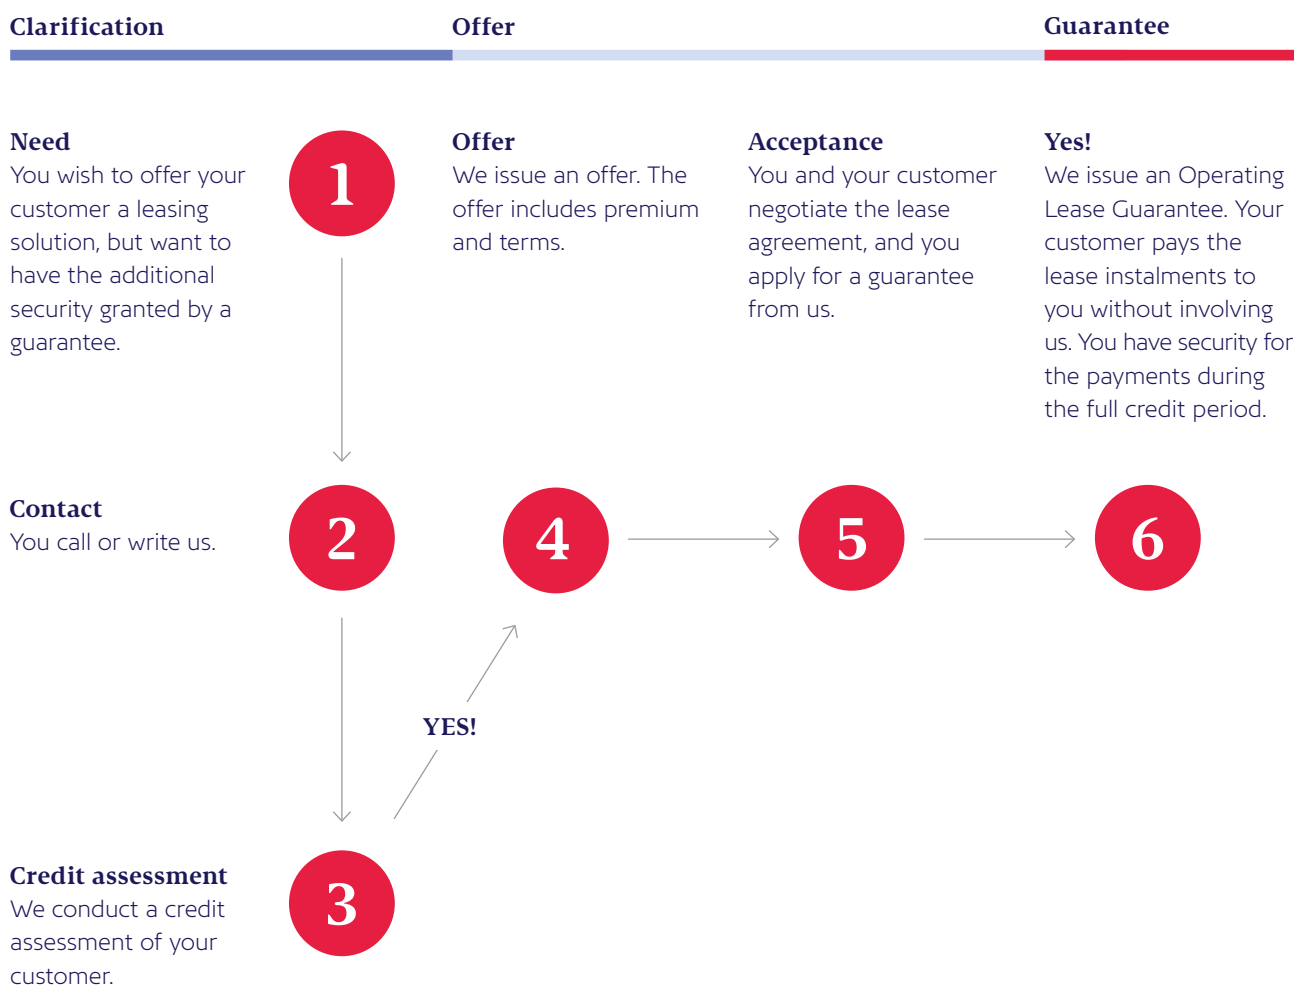 Clarification
Offer
Guarantee
Need
You wish to offer your
customer a leasing
solution, but want to
have the additional
security granted by a
guarantee.
1
Offer
We issue an offer. The
offer includes premium
and terms.
Acceptance
You and your customer
negotiate the lease
agreement, and you
apply for a guarantee
from us.
Yes!
We issue an Operating
Lease Guarantee. Your
customer pays the
lease instalments to
you without involving
us. You have security for
the payments during
the full credit period.
Contact
You call or write us.
2
4
5
6
YES!
Credit assessment
We conduct a credit
assessment of your
customer.
3